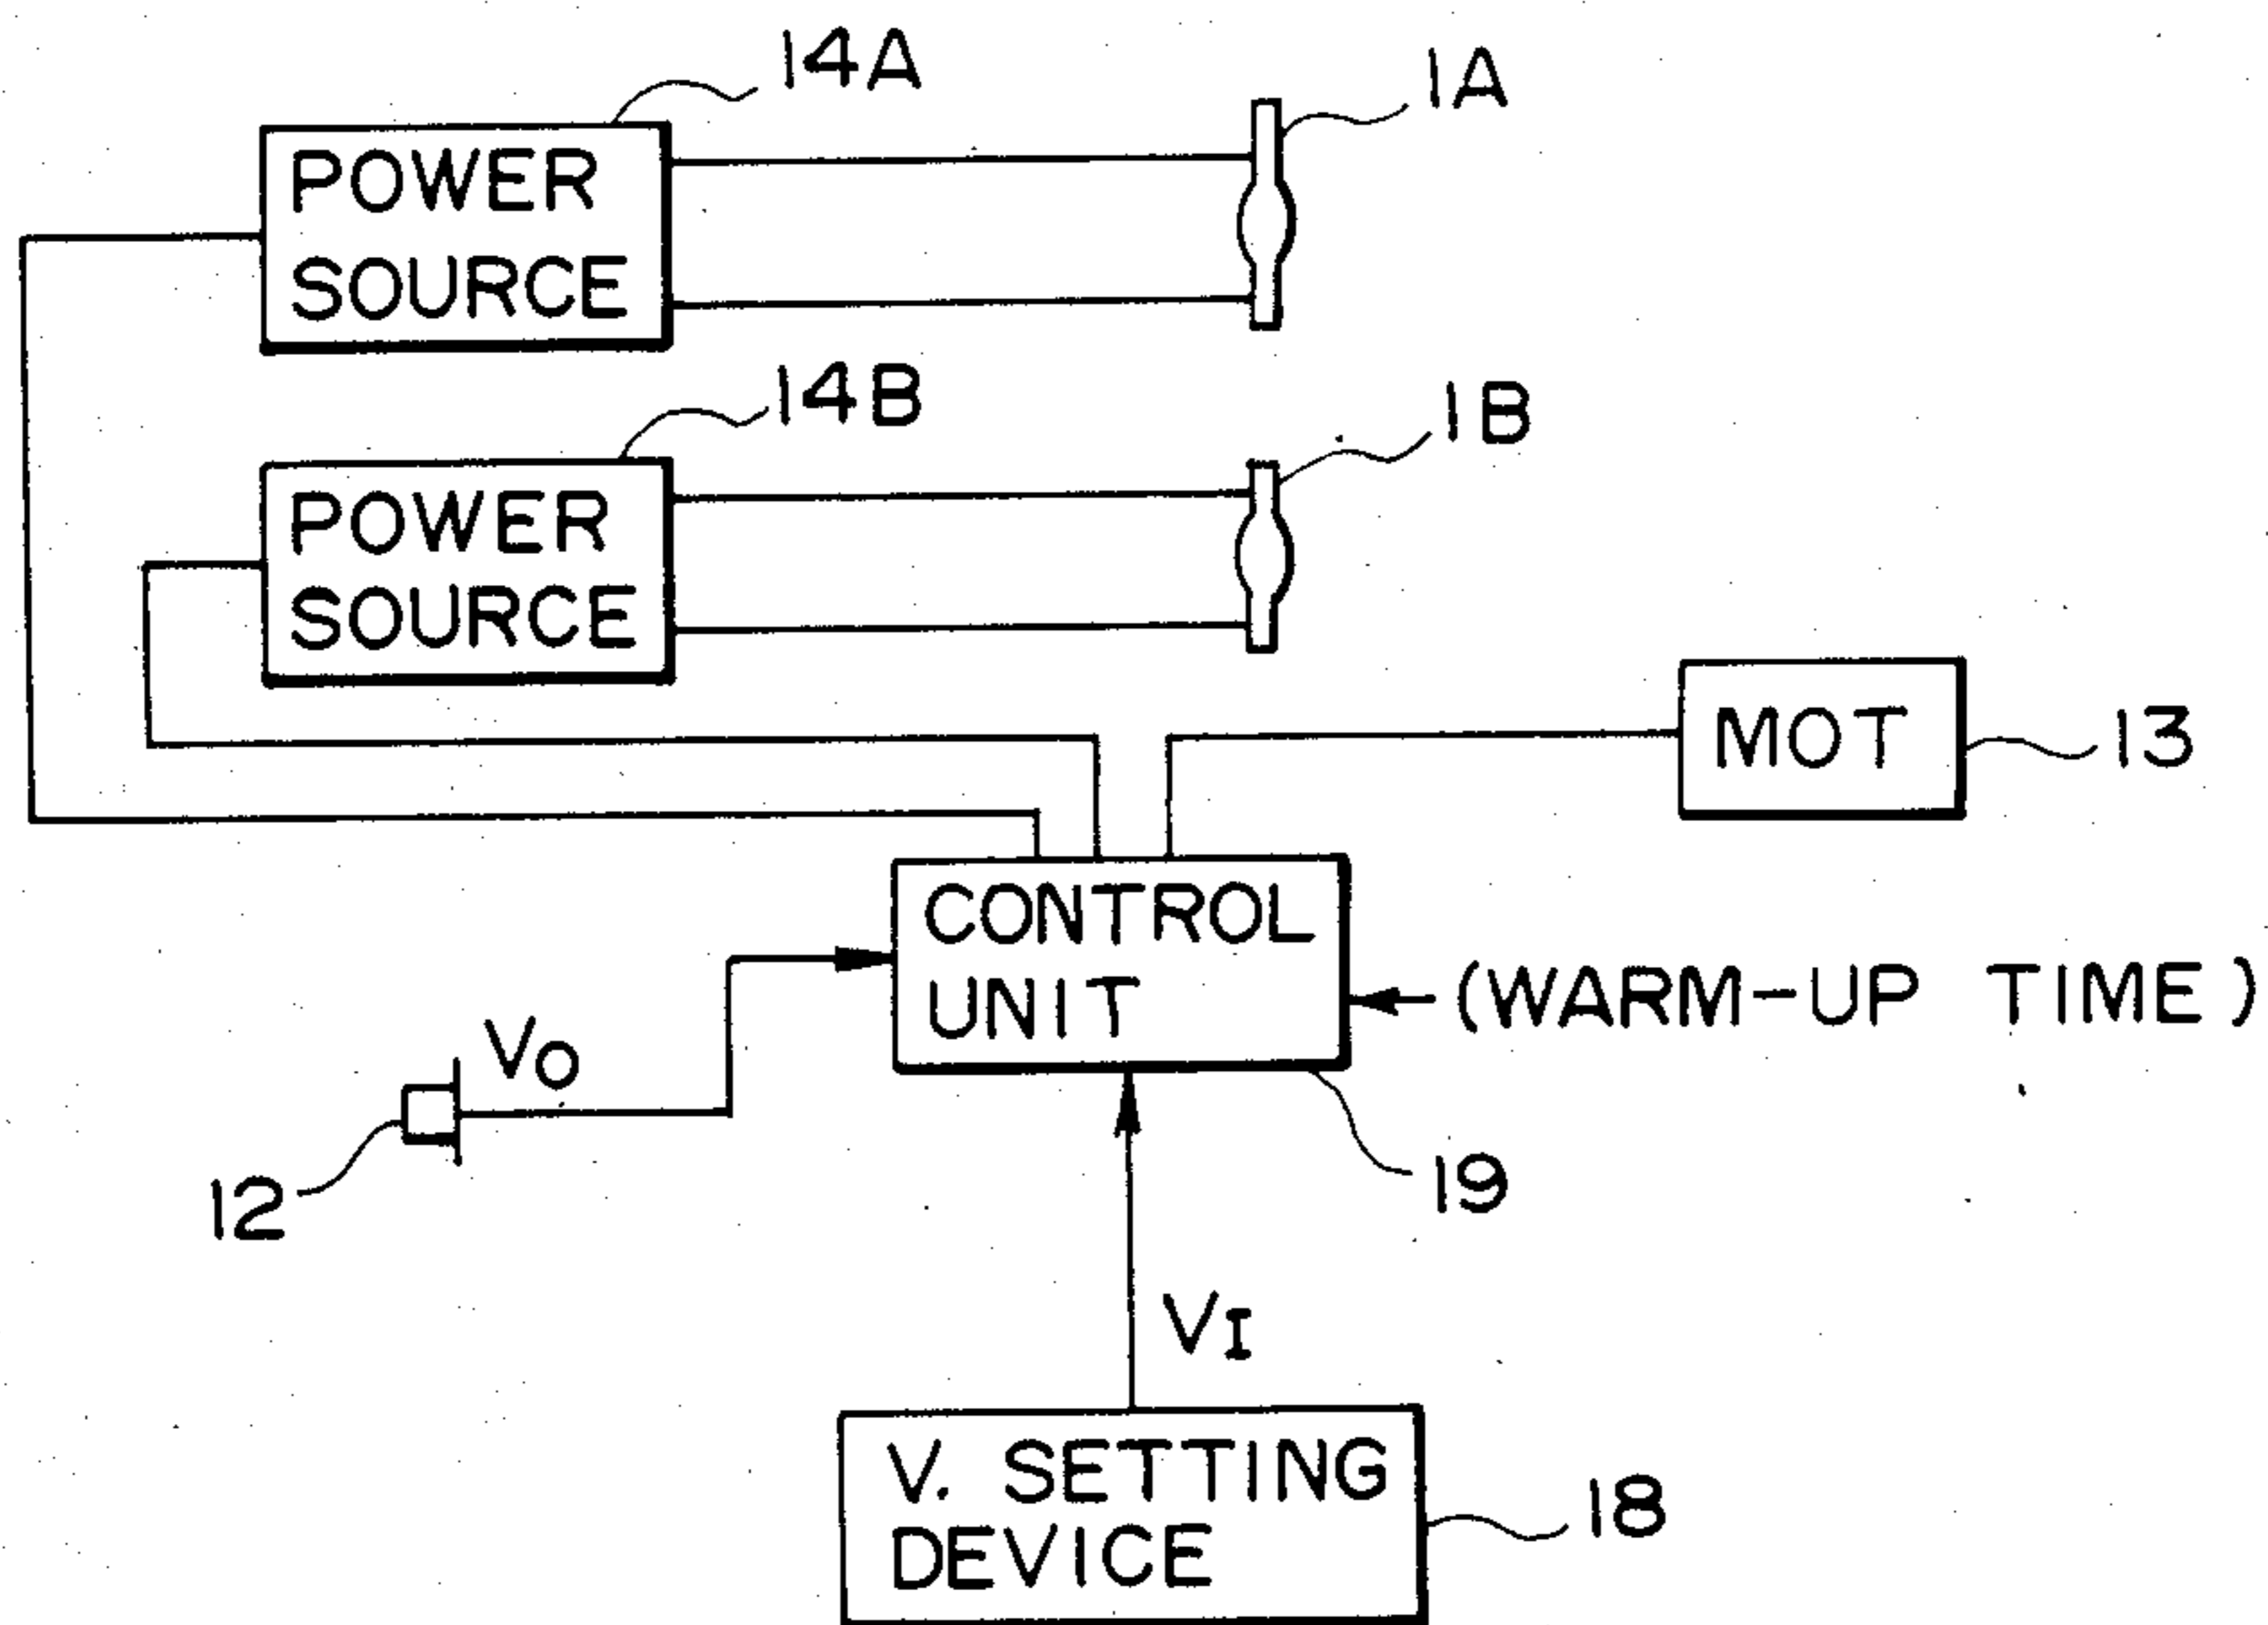 14A
1A
POWER
SOURCE
14B
1B
POWER
SOURCE
MOT
13
CONTROL
UNIT
(WARM-UP TIME)
VO
12
19
VI
V. SETTING
DEVICE
18